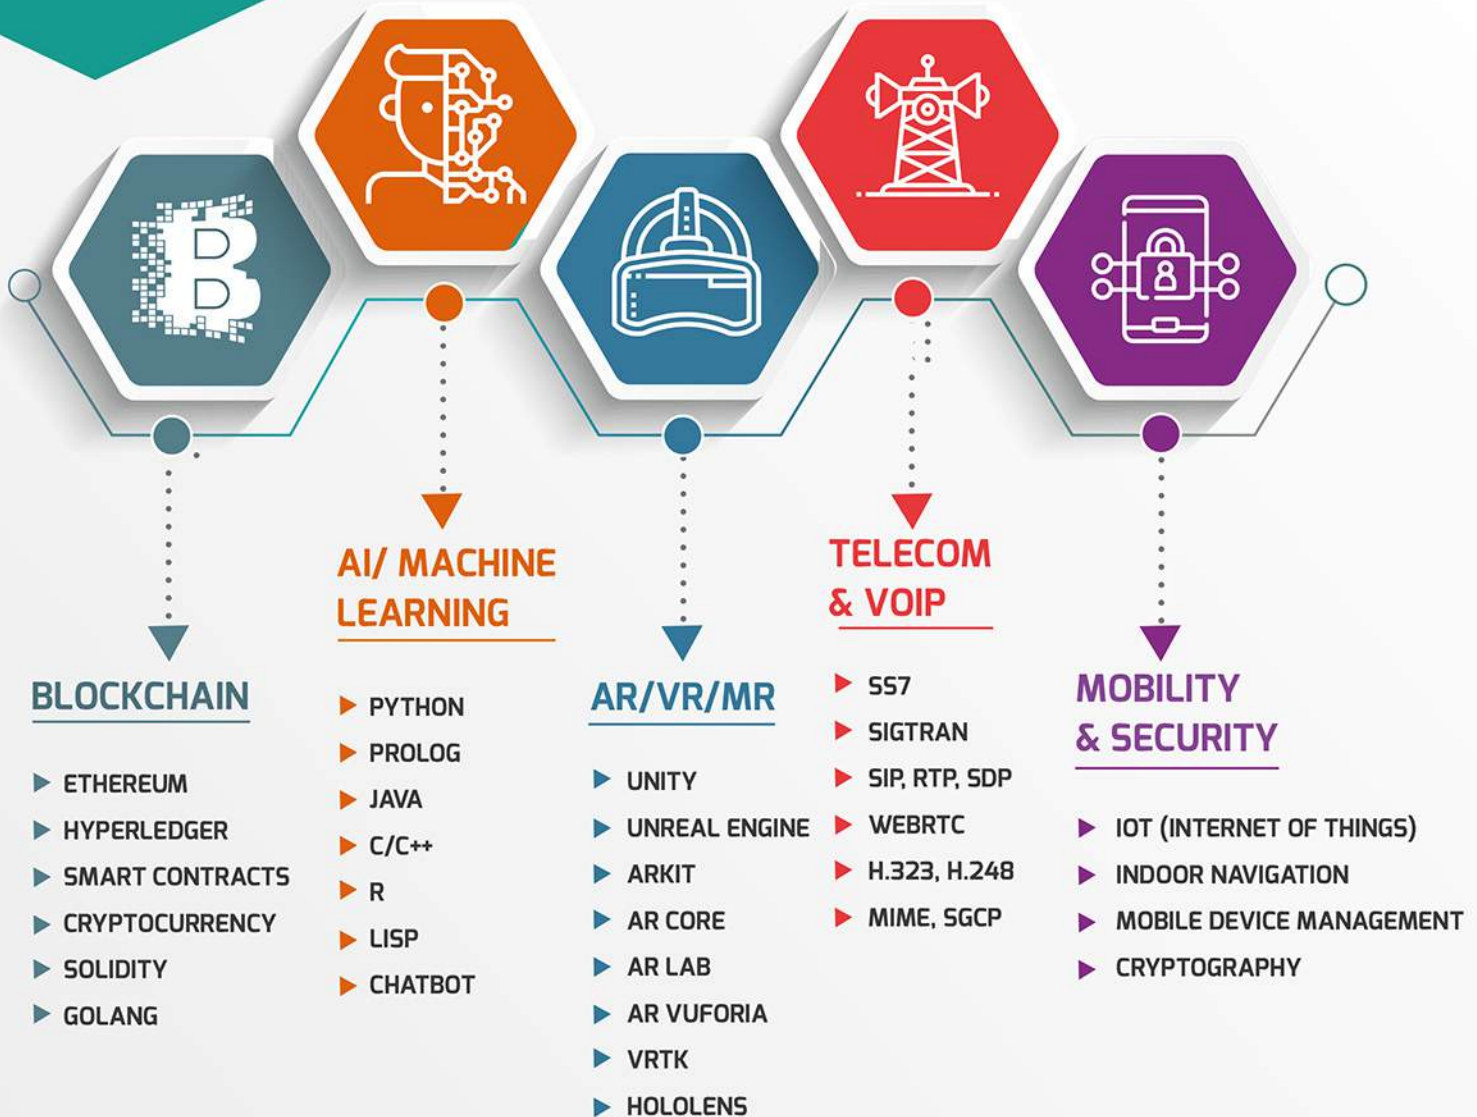 BLOCKCHAIN
ETHEREUM
HYPERLEDGER
SMART CONTRACTS
CRYPTOCURRENCY
SOLIDITY
GOLANG
AI/ MACHINE
LEARNING
PYTHON
PROLOG
JAVA
C/C++
R
LISP
CHATBOT
AR/VR/MR
UNITY
UNREAL ENGINE
ARKIT
AR CORE
AR LAB
AR VUFORIA
VRTK
HOLOLENS
TELECOM
& VOIP
SS7
SIGTRAN
SIP, RTP, SDP
WEBRTC
H.323, H.248
MIME, SGCP
MOBILITY
& SECURITY
IOT (INTERNET OF THINGS)
INDOOR NAVIGATION
MOBILE DEVICE MANAGEMENT
CRYPTOGRAPHY